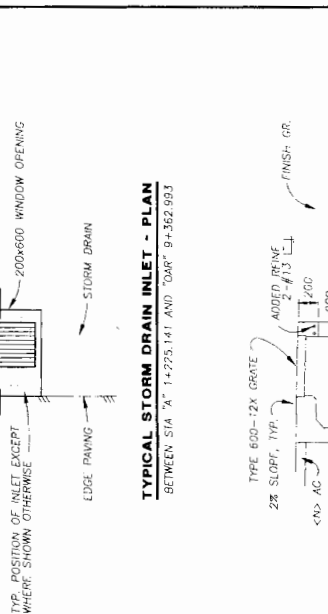 TYP. POSITION OF INLET EXCEPT
WHERE SHOWN OTHERWISE
200x600 WINDOW OPENING
EDGE PAVING
STORM DRAIN
TYPICAL STORM DRAIN INLET - PLAN
BETWEEN STA "A" 1+225.141 AND "OAR" 9+362.993
TYPE 600-12X GRATE
2% SLOPE, TYP.
ADDED REINF
2-#13
200
FINISH GR.
<N> AC